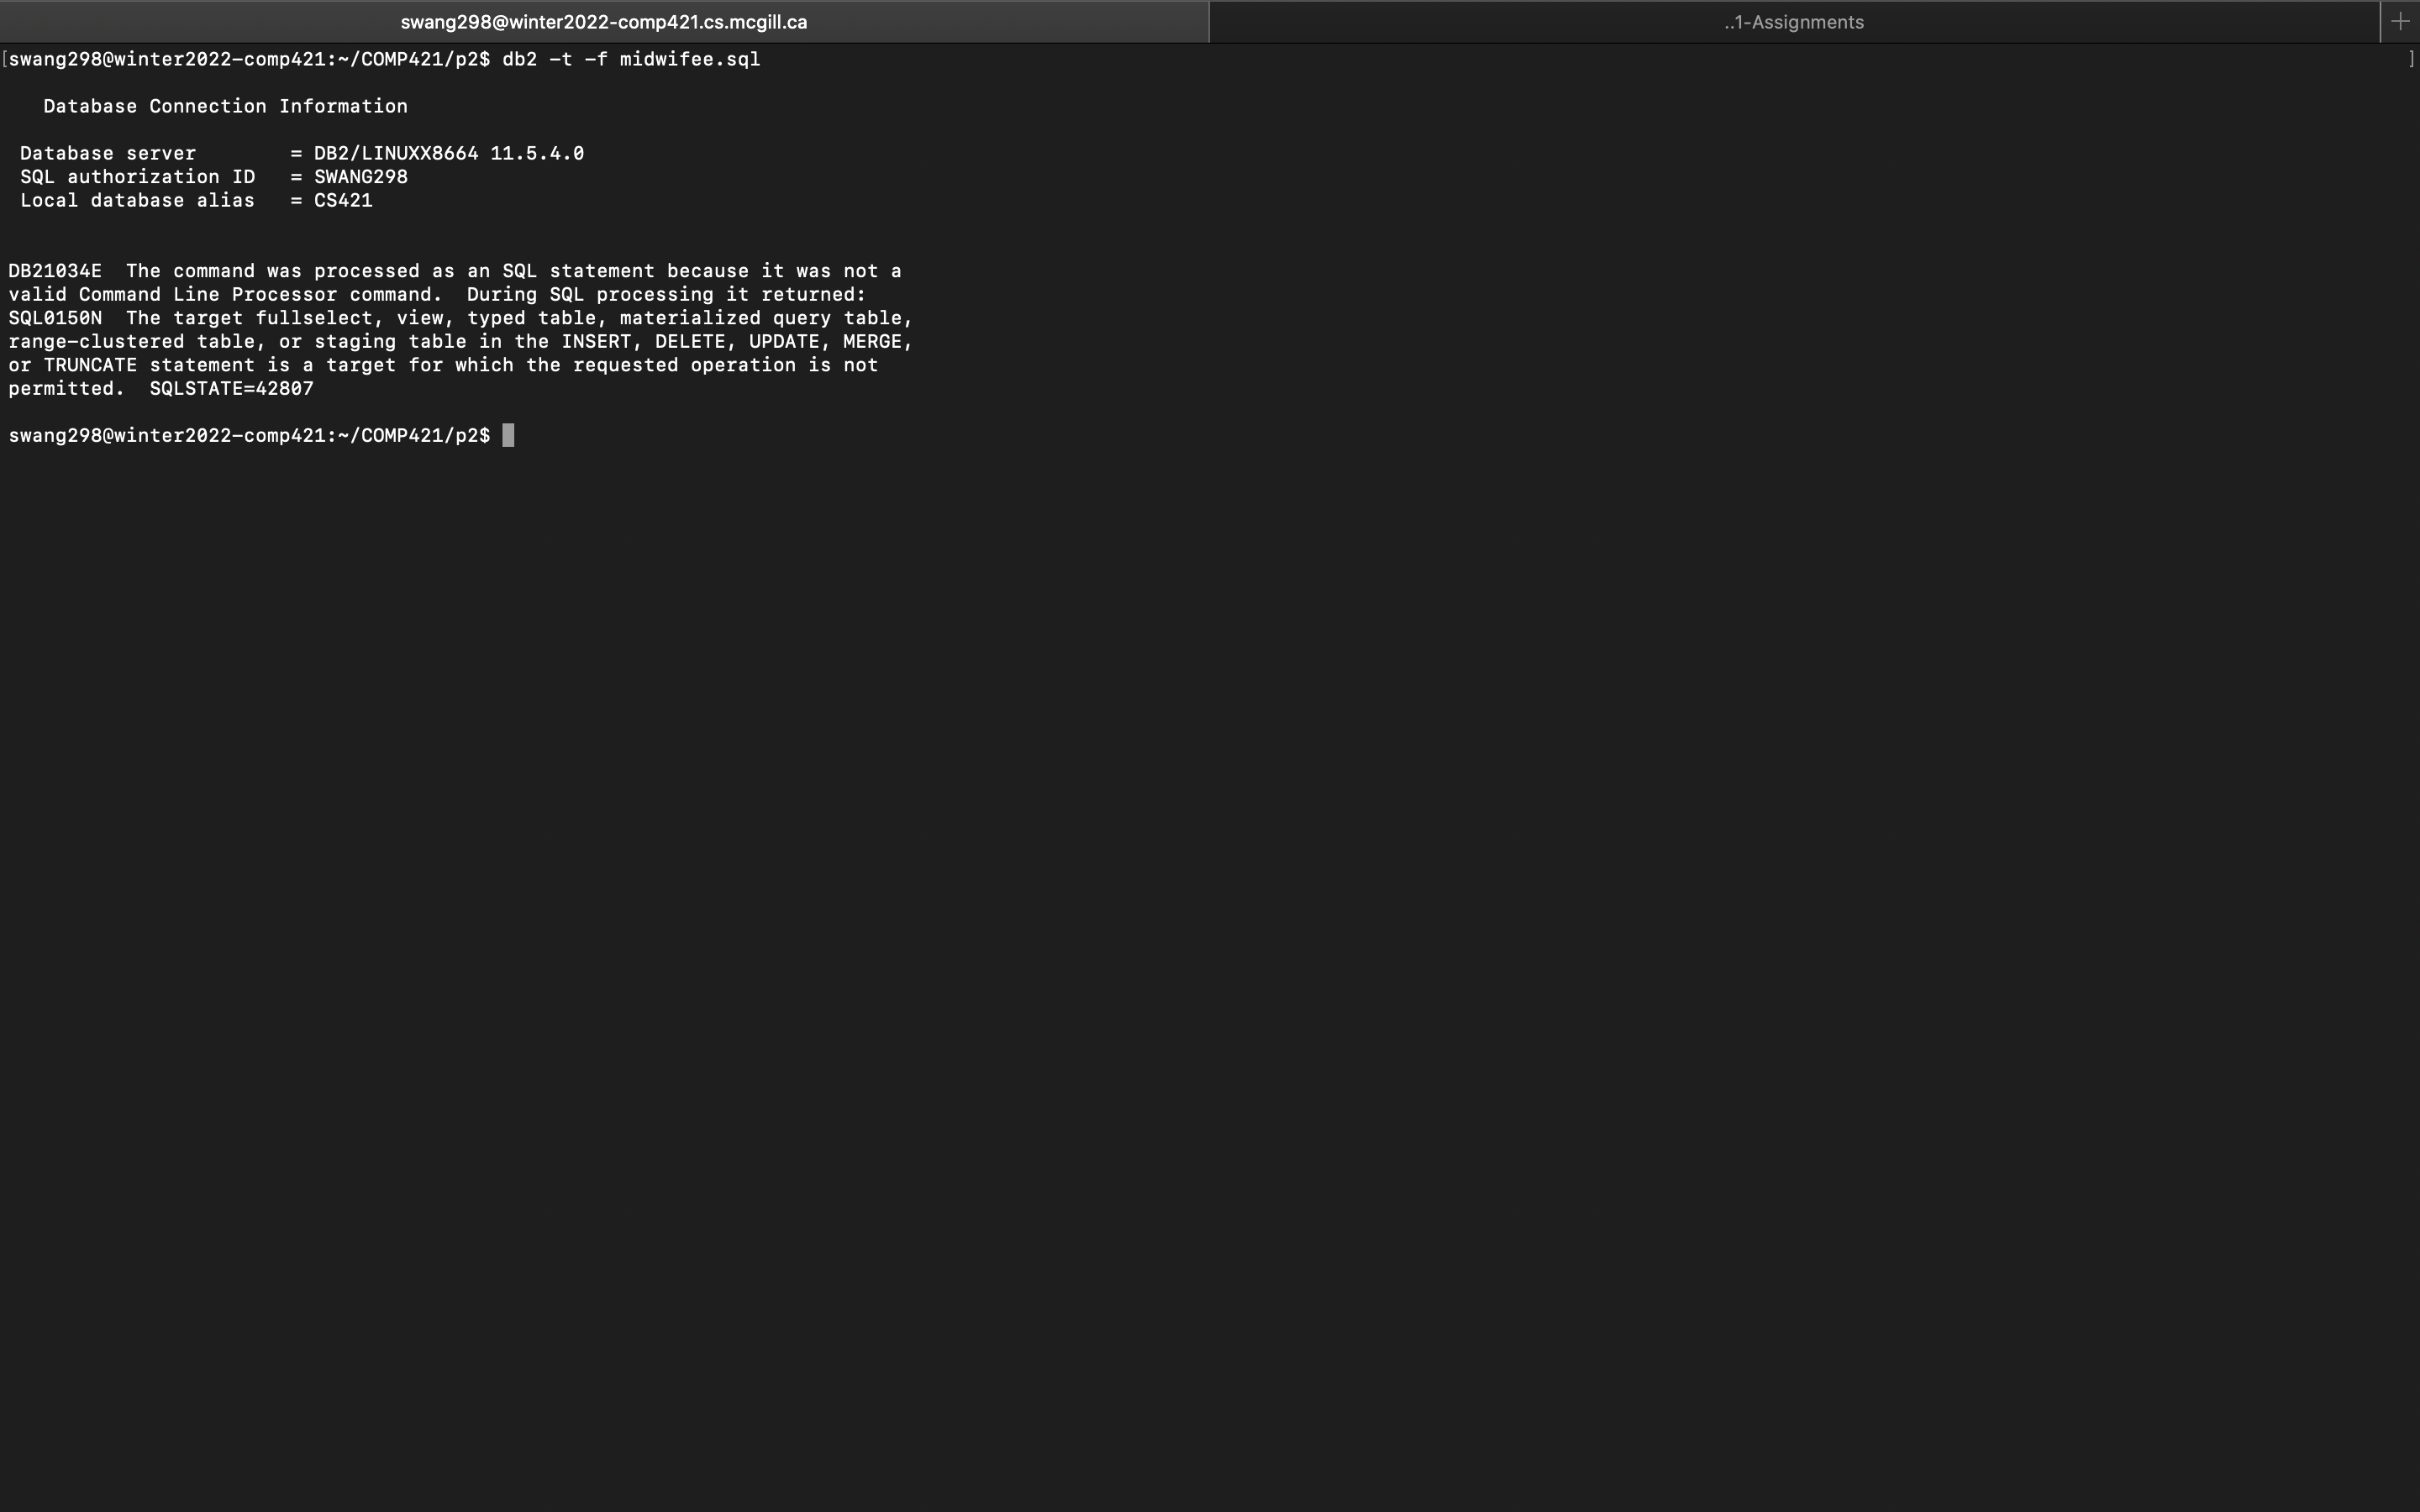 swang298@winter2022-comp421.cs.mcgill.ca
..1-Assignments
+
[swang298@winter2022-comp421:~/COMP421/p2$ db2 -t -f midwifee.sql ]
Database Connection Information
Database server = DB2/LINUXX8664 11.5.4.0
SQL authorization ID = SWANG298
Local database alias = CS421
DB21034E The command was processed as an SQL statement because it was not a
valid Command Line Processor command. During SQL processing it returned:
SQL0150N The target fullselect, view, typed table, materialized query table,
range-clustered table, or staging table in the INSERT, DELETE, UPDATE, MERGE,
or TRUNCATE statement is a target for which the requested operation is not
permitted. SQLSTATE=42807
swang298@winter2022-comp421:~/COMP421/p2$